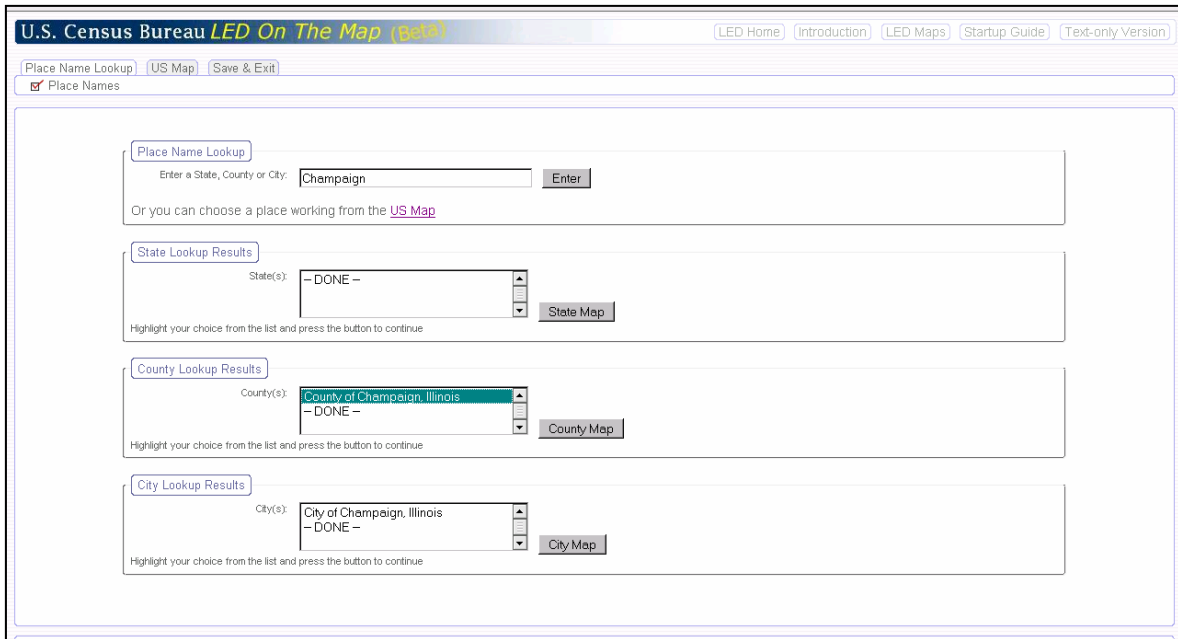 U.S. Census Bureau LED On The Map (Beta)
LED Home Introduction LED Maps Startup Guide Text-only Version
Place Name Lookup US Map Save & Exit
Place Names
Place Name Lookup
Enter a State, County or City: Champaign Enter
Or you can choose a place working from the US Map
State Lookup Results
State(s): – DONE –
State Map
Highlight your choice from the list and press the button to continue
County Lookup Results
County(s): County of Champaign, Illinois
– DONE –
County Map
Highlight your choice from the list and press the button to continue
City Lookup Results
City(s): City of Champaign, Illinois
– DONE –
City Map
Highlight your choice from the list and press the button to continue